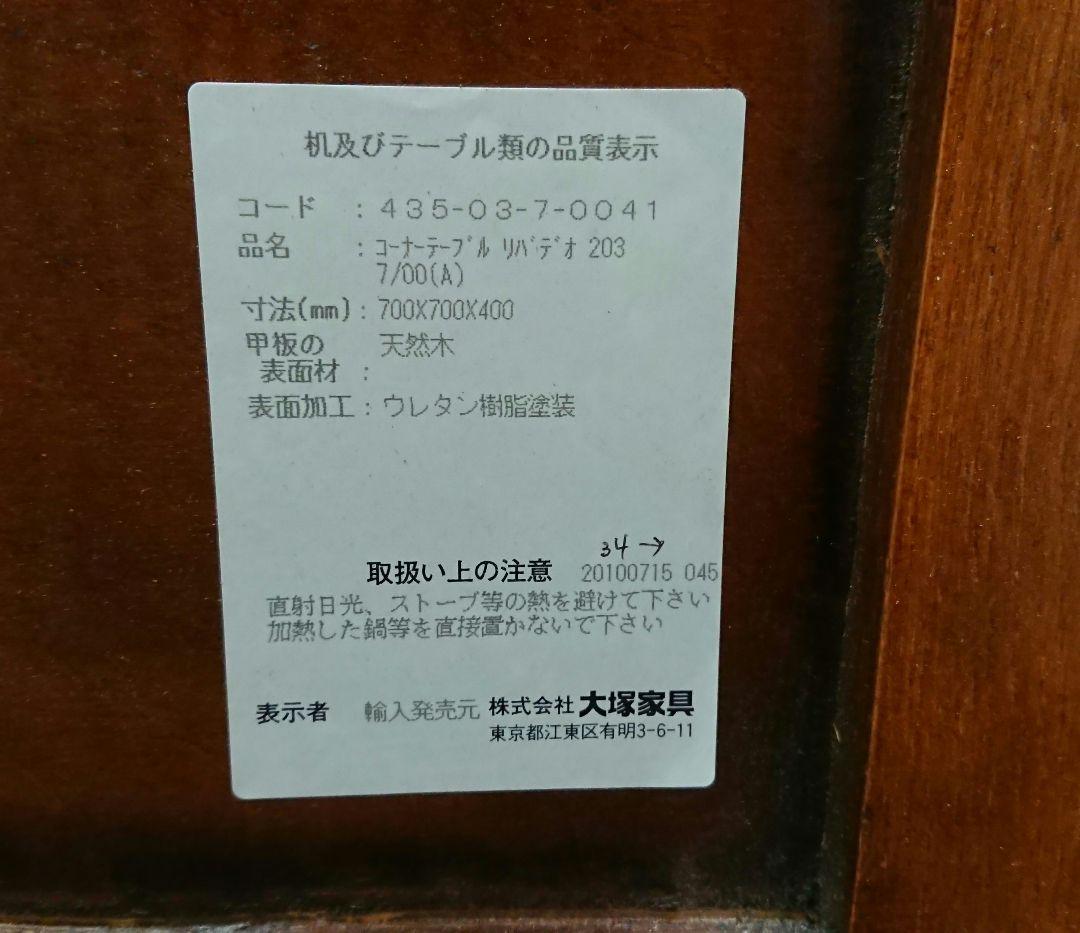 机及びテーブル類の品質表示
コード : 435-03-7-0041
品名 : ｺｰﾅｰﾃｰﾌﾞﾙ ﾘﾊﾞﾃﾞｵ 203
7/00(A)
寸法(mm) : 700X700X400
甲板の 天然木
表面材 :
表面加工 : ウレタン樹脂塗装
34→
取扱い上の注意 20100715 045
直射日光、ストーブ等の熱を避けて下さい
加熱した鍋等を直接置かないで下さい
表示者 輸入発売元 株式会社 大塚家具
東京都江東区有明3-6-11